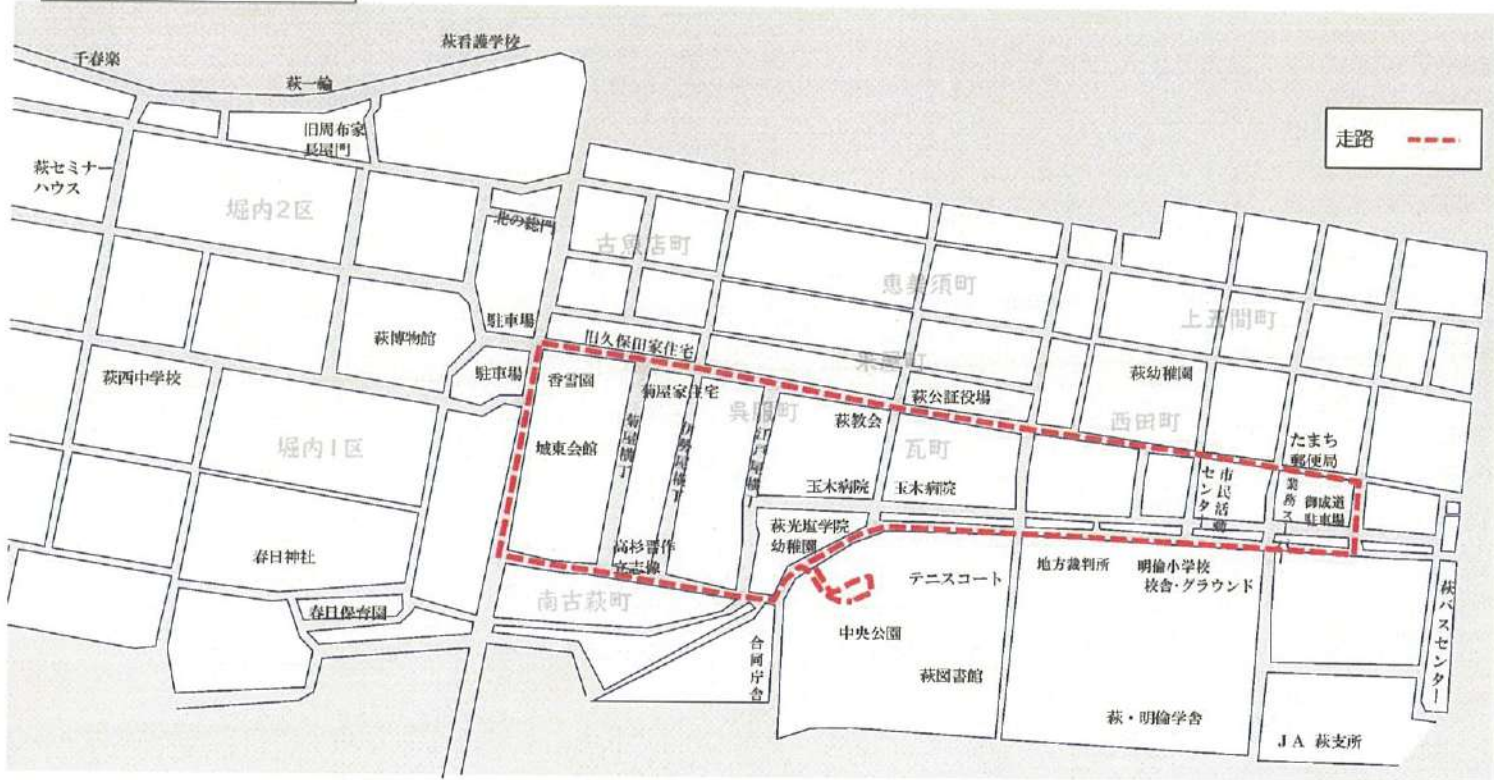 千春楽
萩一輪
萩看護学校
旧周布家
長屋門
萩セミナー
ハウス
走路
堀内2区
北の総門
古魚店町
恵美須町
上五間町
駐車場
萩博物館
旧久保田家住宅
米屋町
駐車場
香雪園
菊屋家住宅
萩幼稚園
萩西中学校
萩公証役場
呉服町
萩教会
西田町
堀内1区
城東会館
菊屋横丁
伊勢屋横丁
江戸屋横丁
瓦町
たまち
郵便局
玉木病院
玉木病院
市民活動
センター
業務スーパー
御成道
駐車場
萩光塩学院
幼稚園
春日神社
高杉晋作
立志像
テニスコート
地方裁判所
明倫小学校
校舎・グラウンド
春日保育園
南古萩町
中央公園
合同庁舎
萩図書館
萩バスセンター
萩・明倫学舎
JA 萩支所